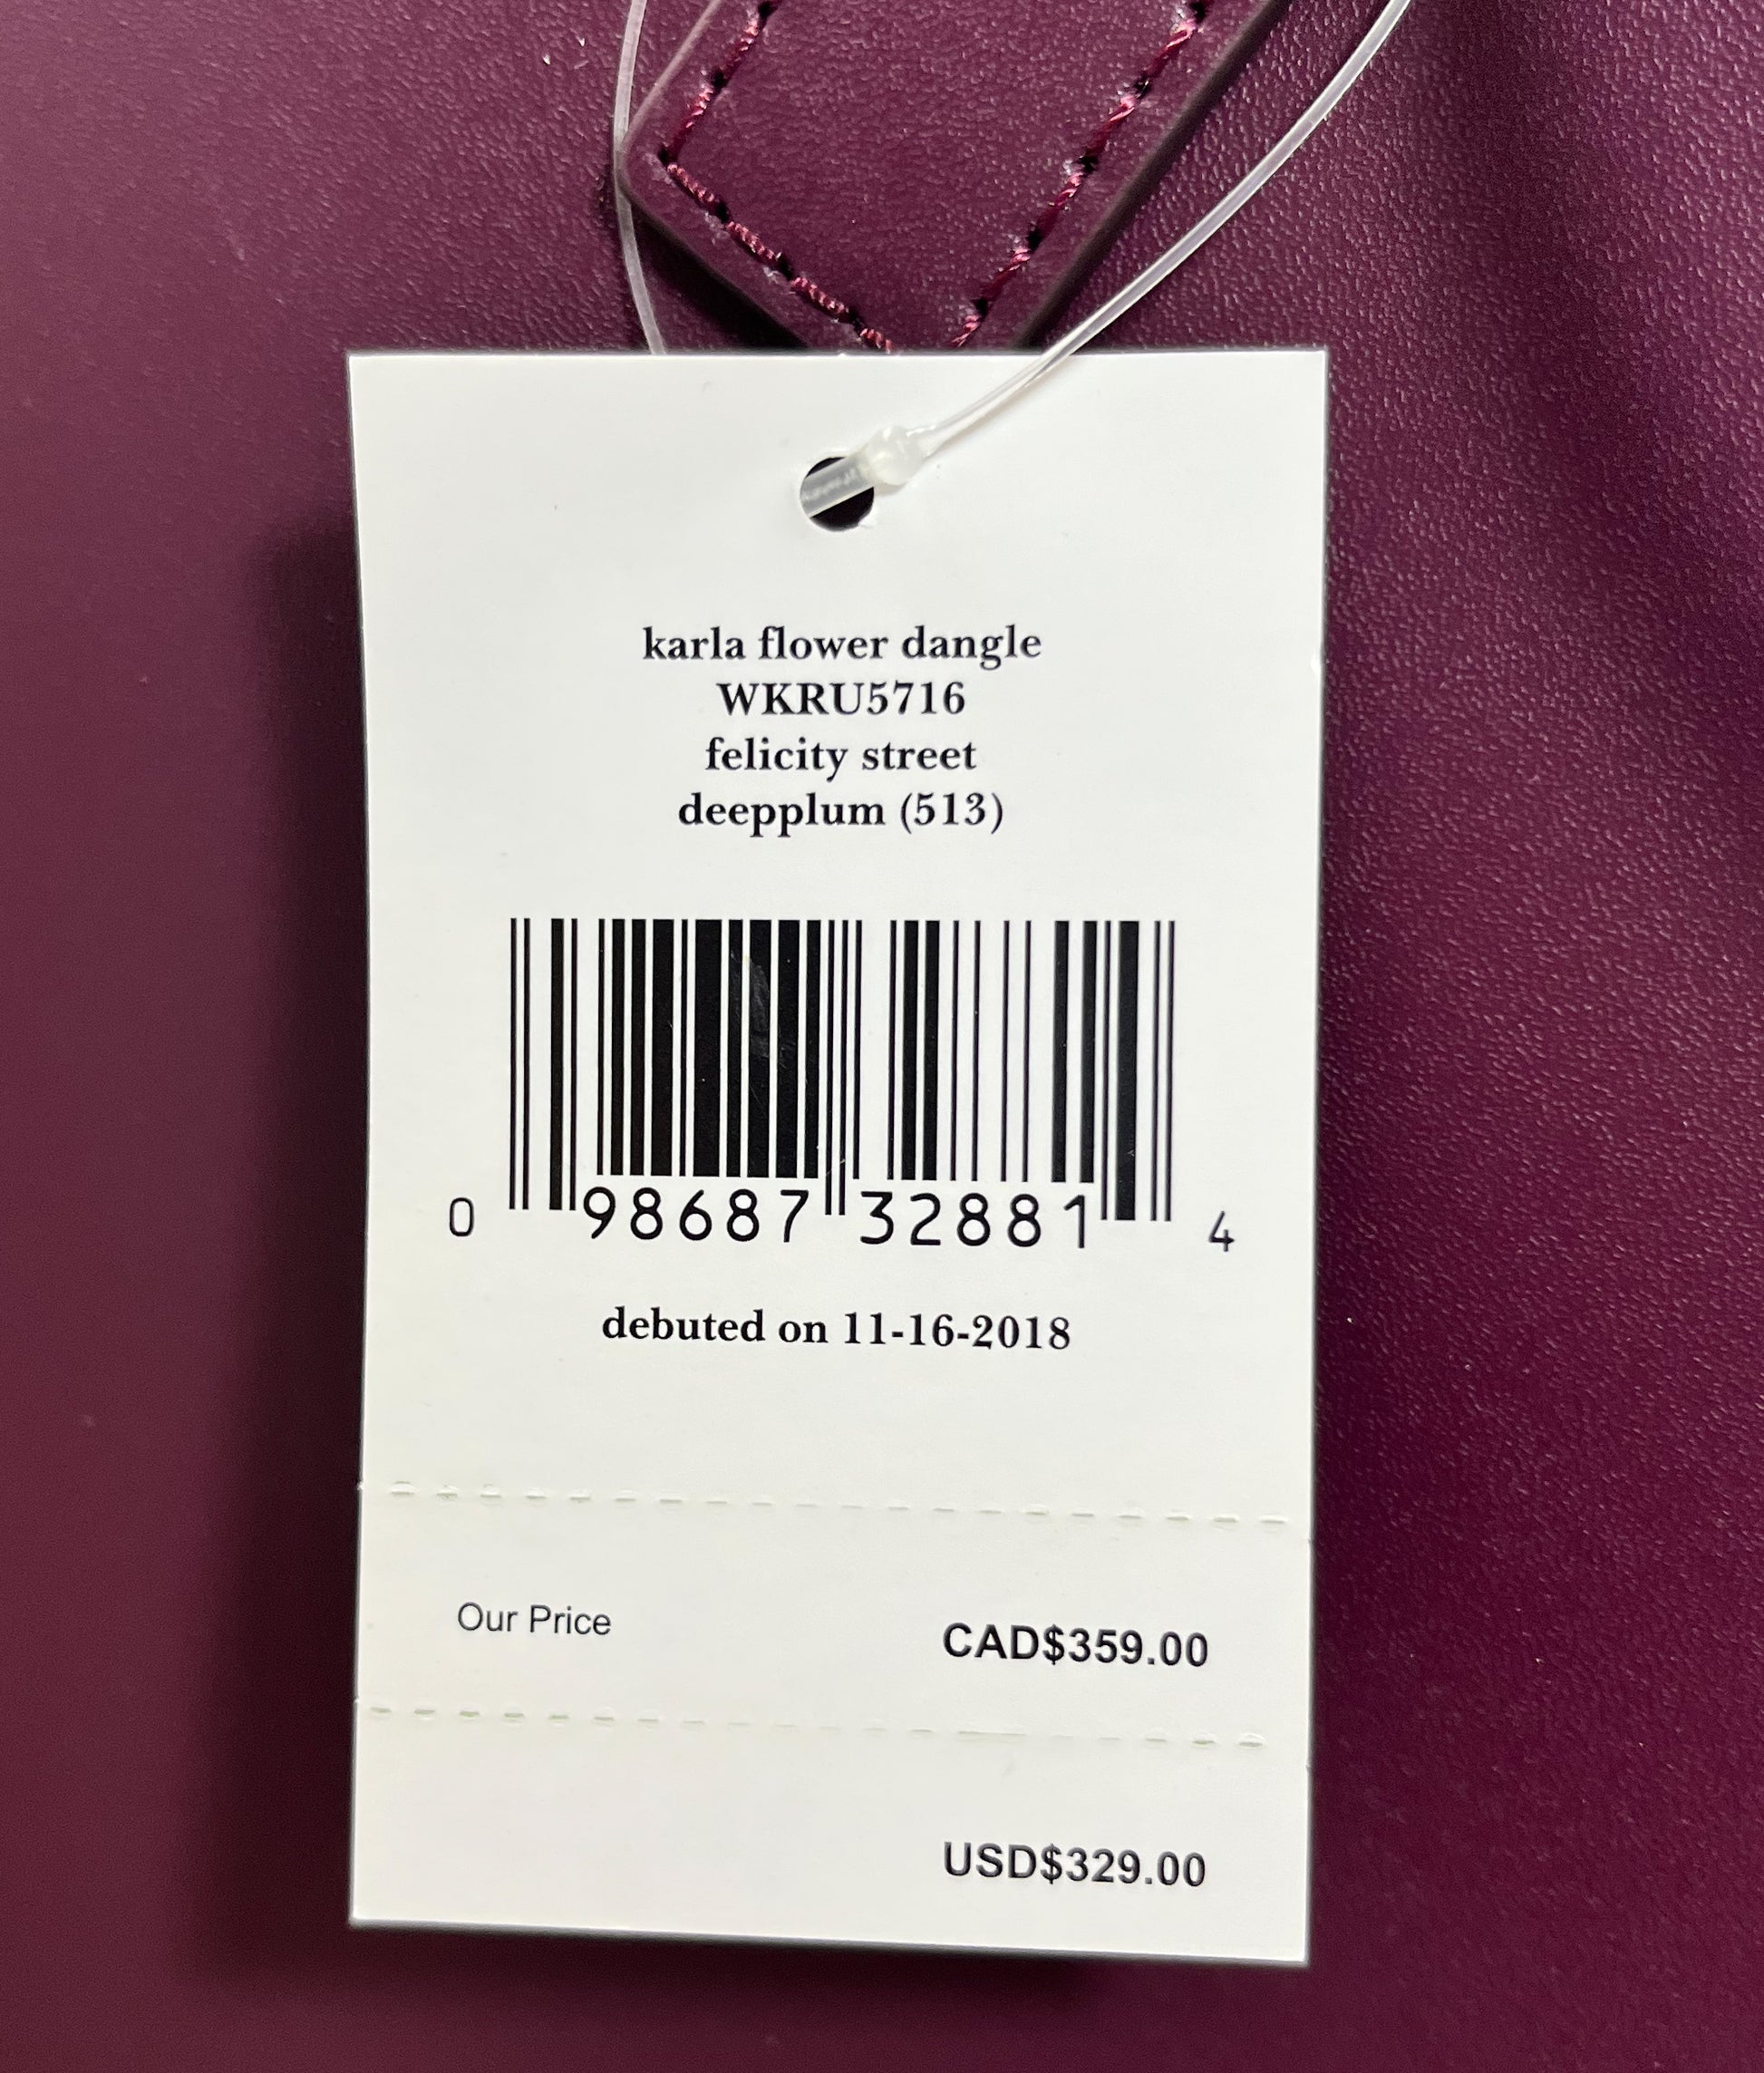 karla flower dangle
WKRU5716
felicity street
deepplum (513)
0 98687 32881 4
debuted on 11-16-2018
Our Price CAD$359.00
USD$329.00